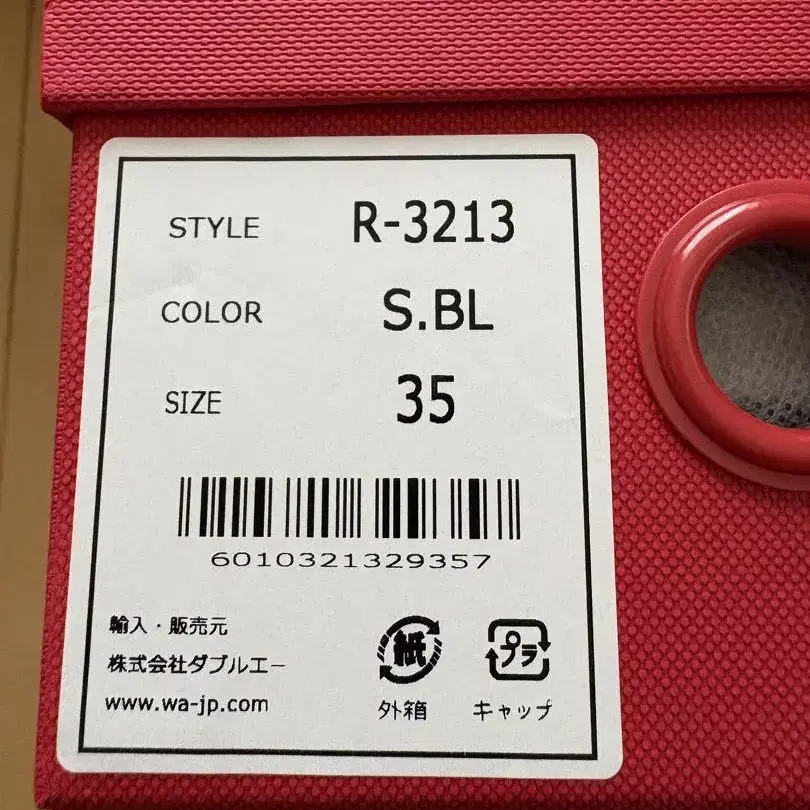 STYLE R-3213
COLOR S.BL
SIZE 35
6010321329357
輸入・販売元
株式会社ダブルエー
www.wa-jp.com
紙
外箱
プラ
キャップ